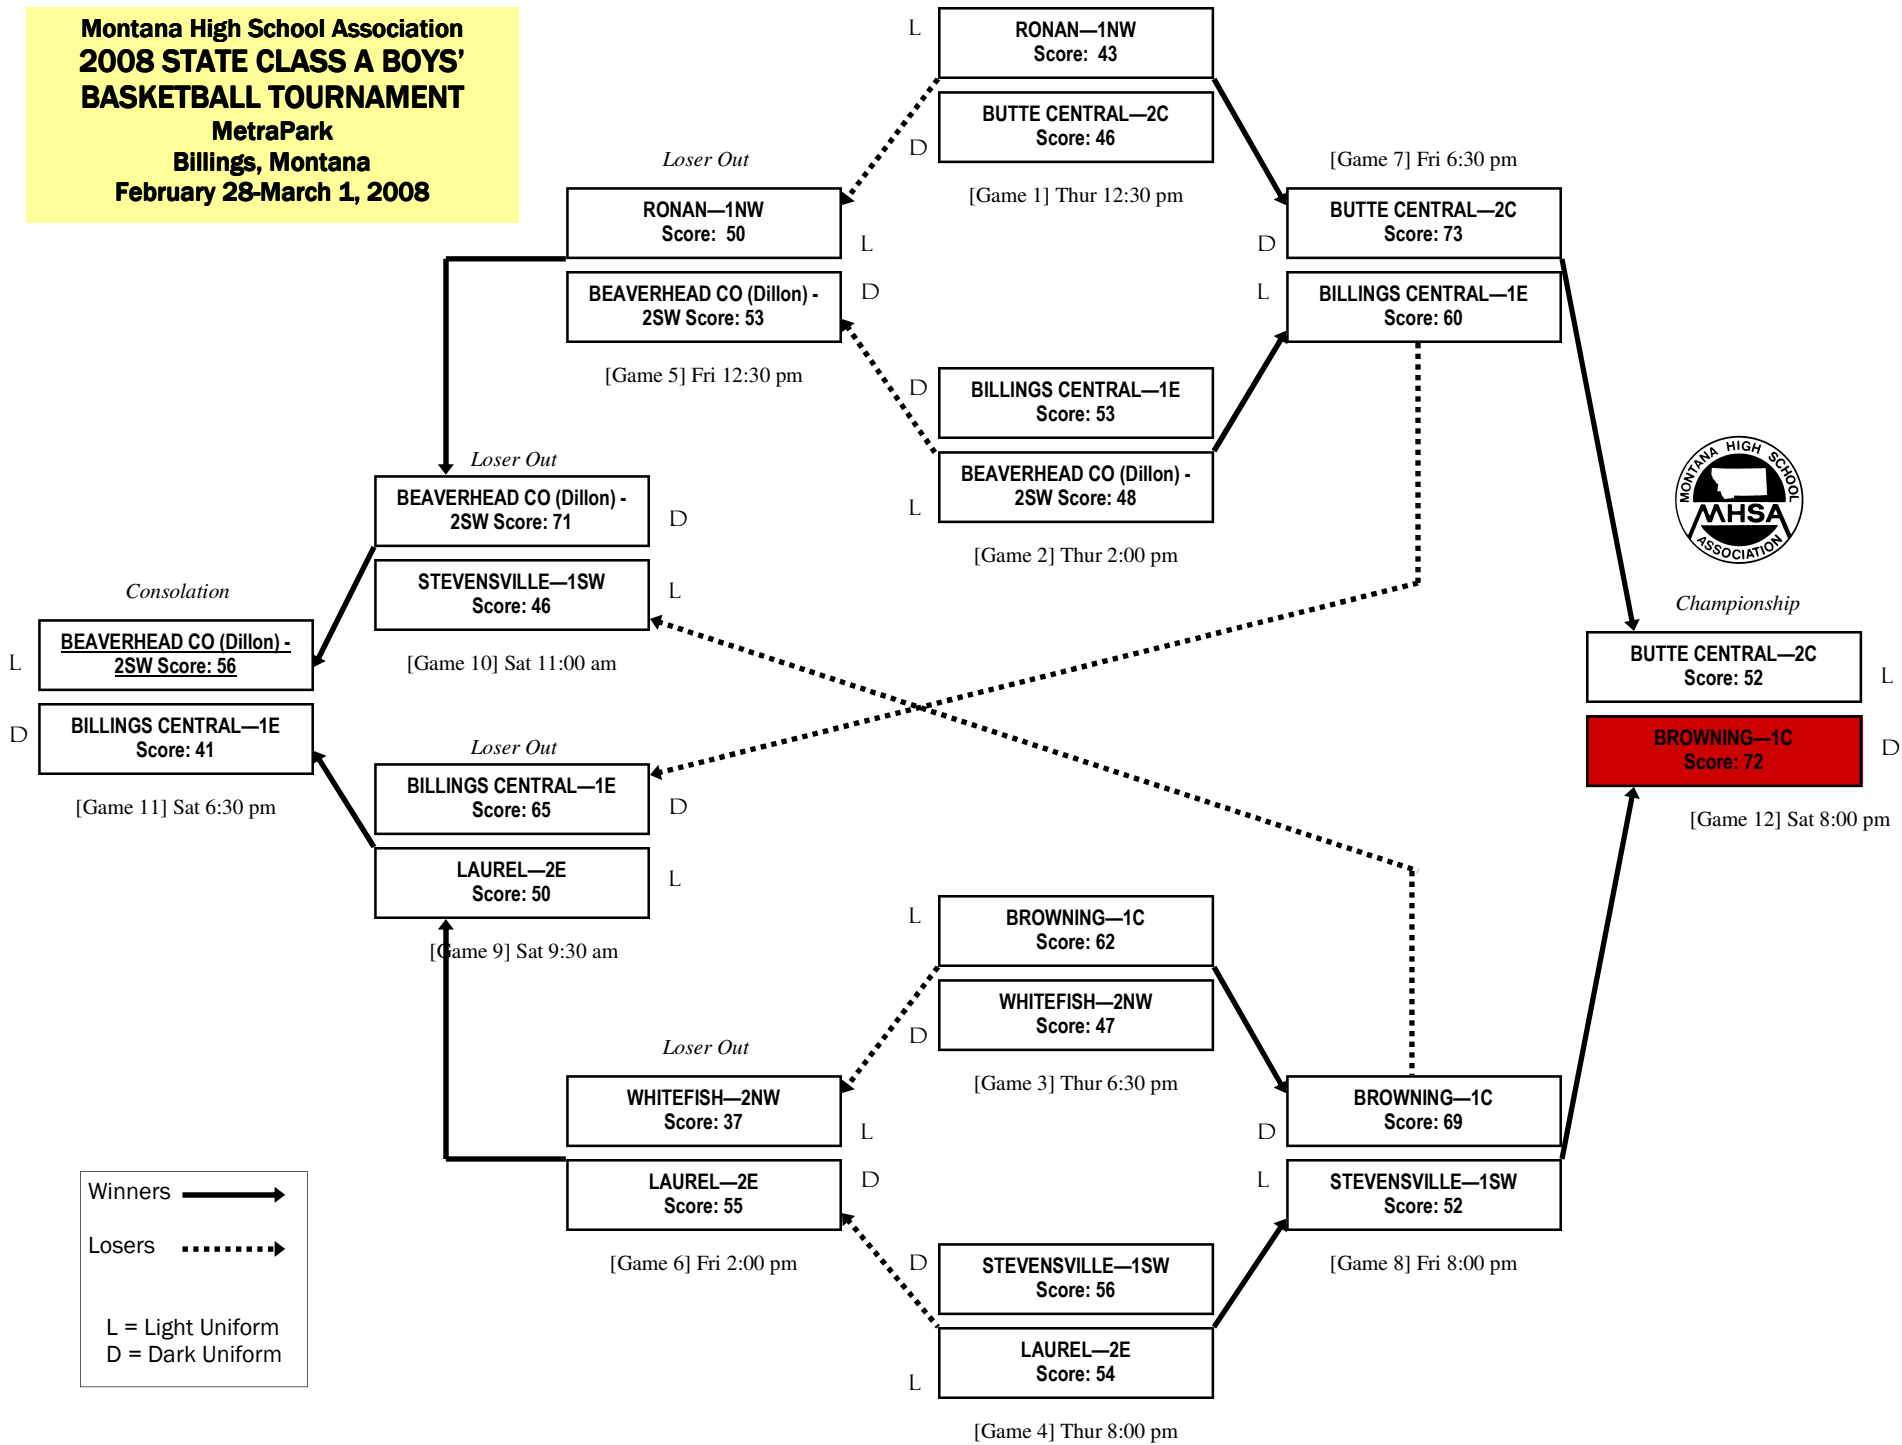 Montana High School Association
2008 STATE CLASS A BOYS'
BASKETBALL TOURNAMENT
MetraPark
Billings, Montana
February 28-March 1, 2008
L
RONAN—1NW
Score: 43
BUTTE CENTRAL—2C
Score: 46
D
[Game 1] Thur 12:30 pm
Loser Out
RONAN—1NW
Score: 50
L
BEAVERHEAD CO (Dillon) -
2SW Score: 53
D
[Game 5] Fri 12:30 pm
[Game 7] Fri 6:30 pm
BUTTE CENTRAL—2C
Score: 73
D
L
BILLINGS CENTRAL—1E
Score: 60
D
BILLINGS CENTRAL—1E
Score: 53
BEAVERHEAD CO (Dillon) -
2SW Score: 48
L
[Game 2] Thur 2:00 pm
Loser Out
BEAVERHEAD CO (Dillon) -
2SW Score: 71
D
STEVENSVILLE—1SW
Score: 46
L
[Game 10] Sat 11:00 am
MONTANA HIGH SCHOOL
MHSA
ASSOCIATION
Consolation
BEAVERHEAD CO (Dillon) -
2SW Score: 56
L
BILLINGS CENTRAL—1E
Score: 41
D
[Game 11] Sat 6:30 pm
Championship
BUTTE CENTRAL—2C
Score: 52
L
BROWNING—1C
Score: 72
D
[Game 12] Sat 8:00 pm
Loser Out
BILLINGS CENTRAL—1E
Score: 65
D
LAUREL—2E
Score: 50
L
[Game 9] Sat 9:30 am
L
BROWNING—1C
Score: 62
WHITEFISH—2NW
Score: 47
D
[Game 3] Thur 6:30 pm
Loser Out
WHITEFISH—2NW
Score: 37
L
LAUREL—2E
Score: 55
D
[Game 6] Fri 2:00 pm
BROWNING—1C
Score: 69
D
L
STEVENSVILLE—1SW
Score: 52
[Game 8] Fri 8:00 pm
D
STEVENSVILLE—1SW
Score: 56
LAUREL—2E
Score: 54
L
[Game 4] Thur 8:00 pm
Winners
Losers
L = Light Uniform
D = Dark Uniform